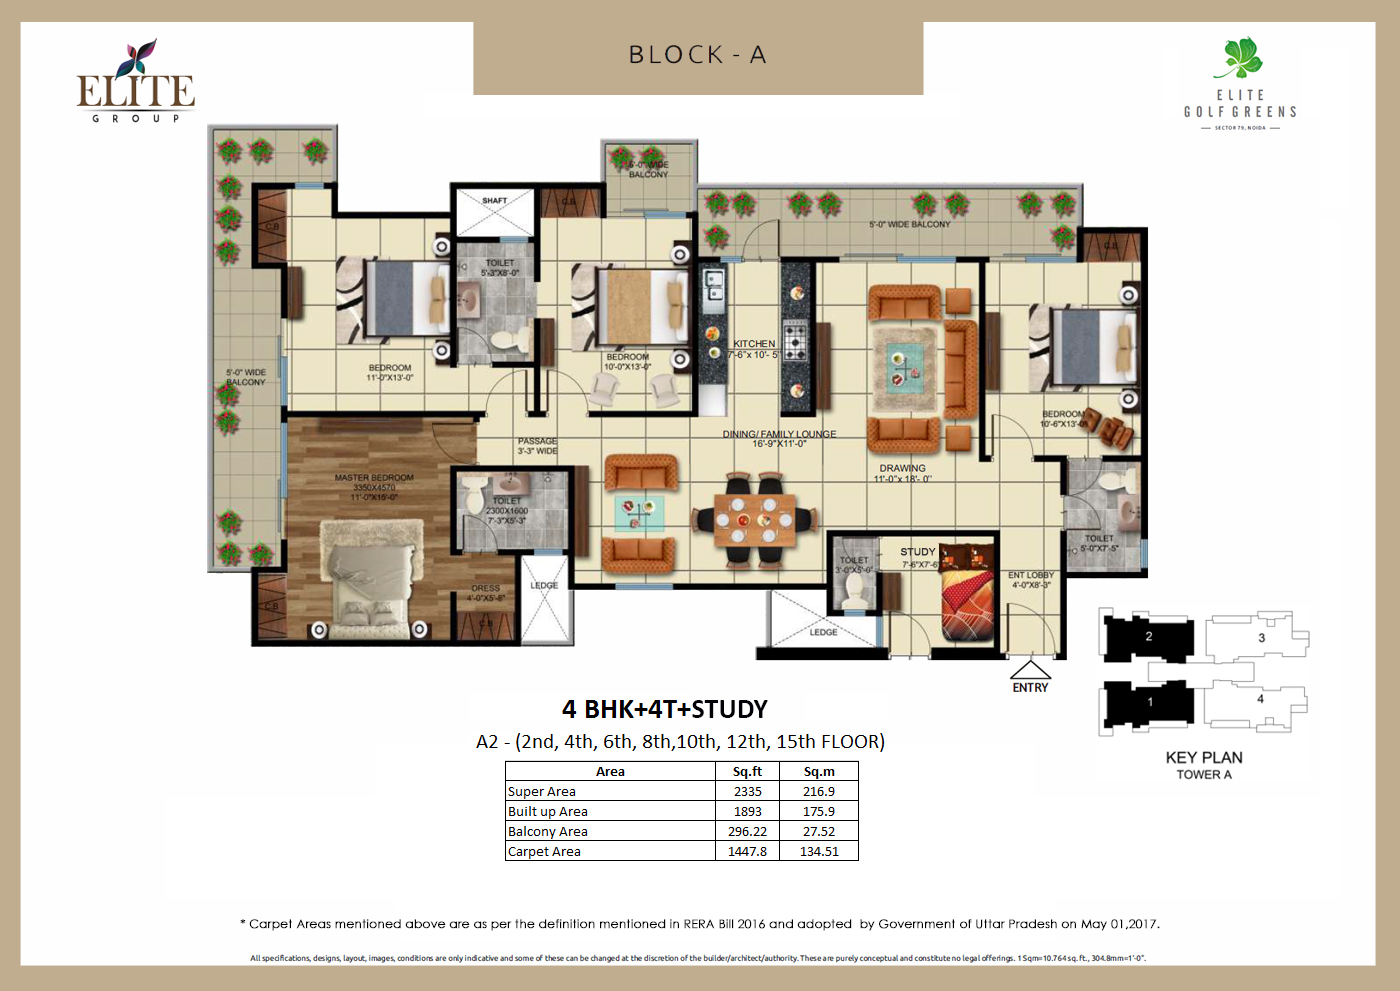 BLOCK - A
ELITE
GROUP
ELITE
GOLF GREENS
SECTOR 79, NOIDA
5'-0" WIDE
BALCONY
SHAFT
C.B
C.B
5'-0" WIDE BALCONY
C.B
TOILET
5'-3"X8'-0"
KITCHEN
7'-6"x 10'- 5"
BEDROOM
11'-0"X13'-0"
BEDROOM
10'-0"X13'-0"
5'-0" WIDE
BALCONY
BEDROOM
10'-6"X13'-0"
DINING/ FAMILY LOUNGE
16'-9"X11'-0"
PASSAGE
3'-3" WIDE
DRAWING
11'-0"x 18'- 0"
MASTER BEDROOM
3350X4570
11'-0"X15'-0"
TOILET
2300X1600
7'-3"X5'-3"
TOILET
5'-0"X7'-5"
TOILET
3'-0"X5'-0"
STUDY
7'-6"X7'-6"
ENT LOBBY
4'-0"X8'-3"
DRESS
4'-0"X5'-8"
LEDGE
C.B
C.B
LEDGE
ENTRY
2
3
1
4
KEY PLAN
TOWER A
4 BHK+4T+STUDY
A2 - (2nd, 4th, 6th, 8th,10th, 12th, 15th FLOOR)
Area Sq.ft Sq.m
Super Area 2335 216.9
Built up Area 1893 175.9
Balcony Area 296.22 27.52
Carpet Area 1447.8 134.51
* Carpet Areas mentioned above are as per the definition mentioned in RERA Bill 2016 and adopted by Government of Uttar Pradesh on May 01,2017.
All specifications, designs, layout, images, conditions are only indicative and some of these can be changed at the discretion of the builder/architect/authority. These are purely conceptual and constitute no legal offerings. 1 Sqm=10.764 sq. ft., 304.8mm=1'-0".